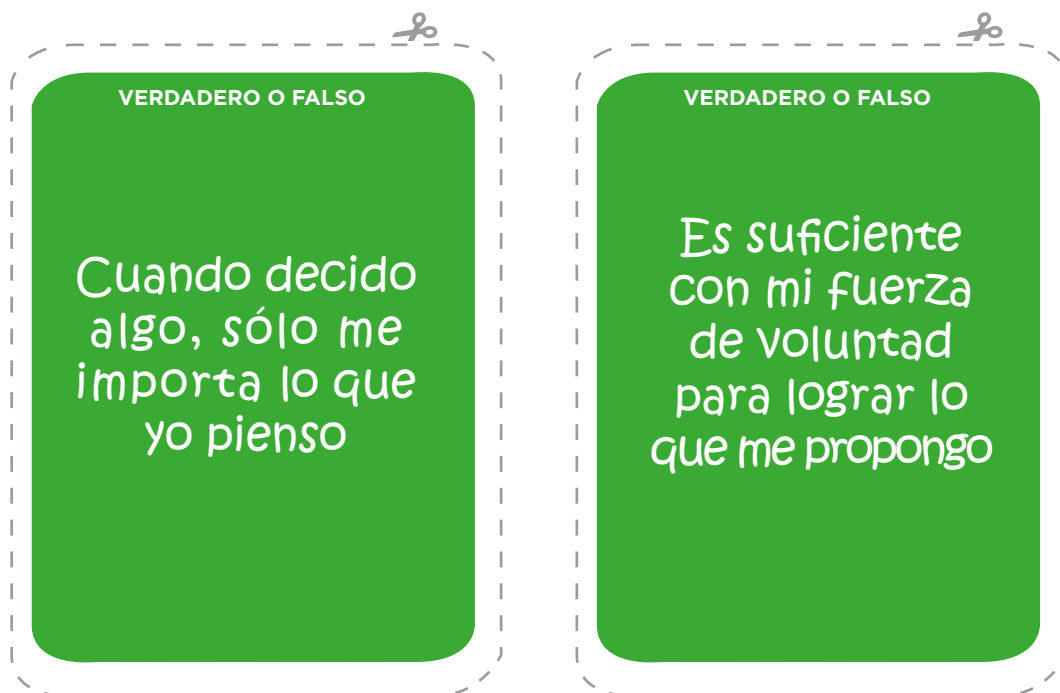 VERDADERO O FALSO
Cuando decido
algo, sólo me
importa lo que
yo pienso
VERDADERO O FALSO
Es suficiente
con mi fuerza
de voluntad
para lograr lo
que me propongo